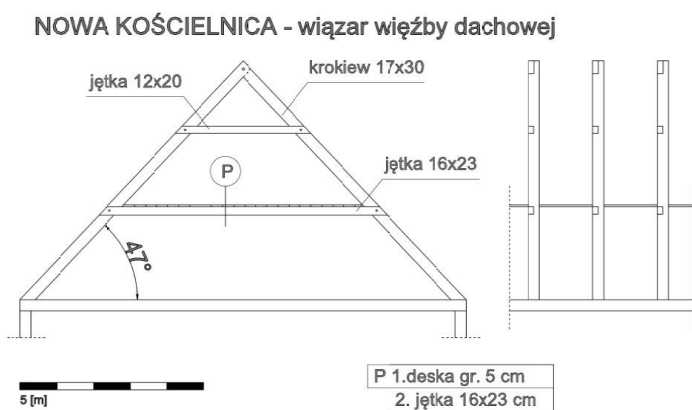 NOWA KOŚCIELNICA - wiązar więźby dachowej
jętka 12x20
krokiew 17x30
P
jętka 16x23
47°
5 [m]
P 1.deska gr. 5 cm
2. jętka 16x23 cm